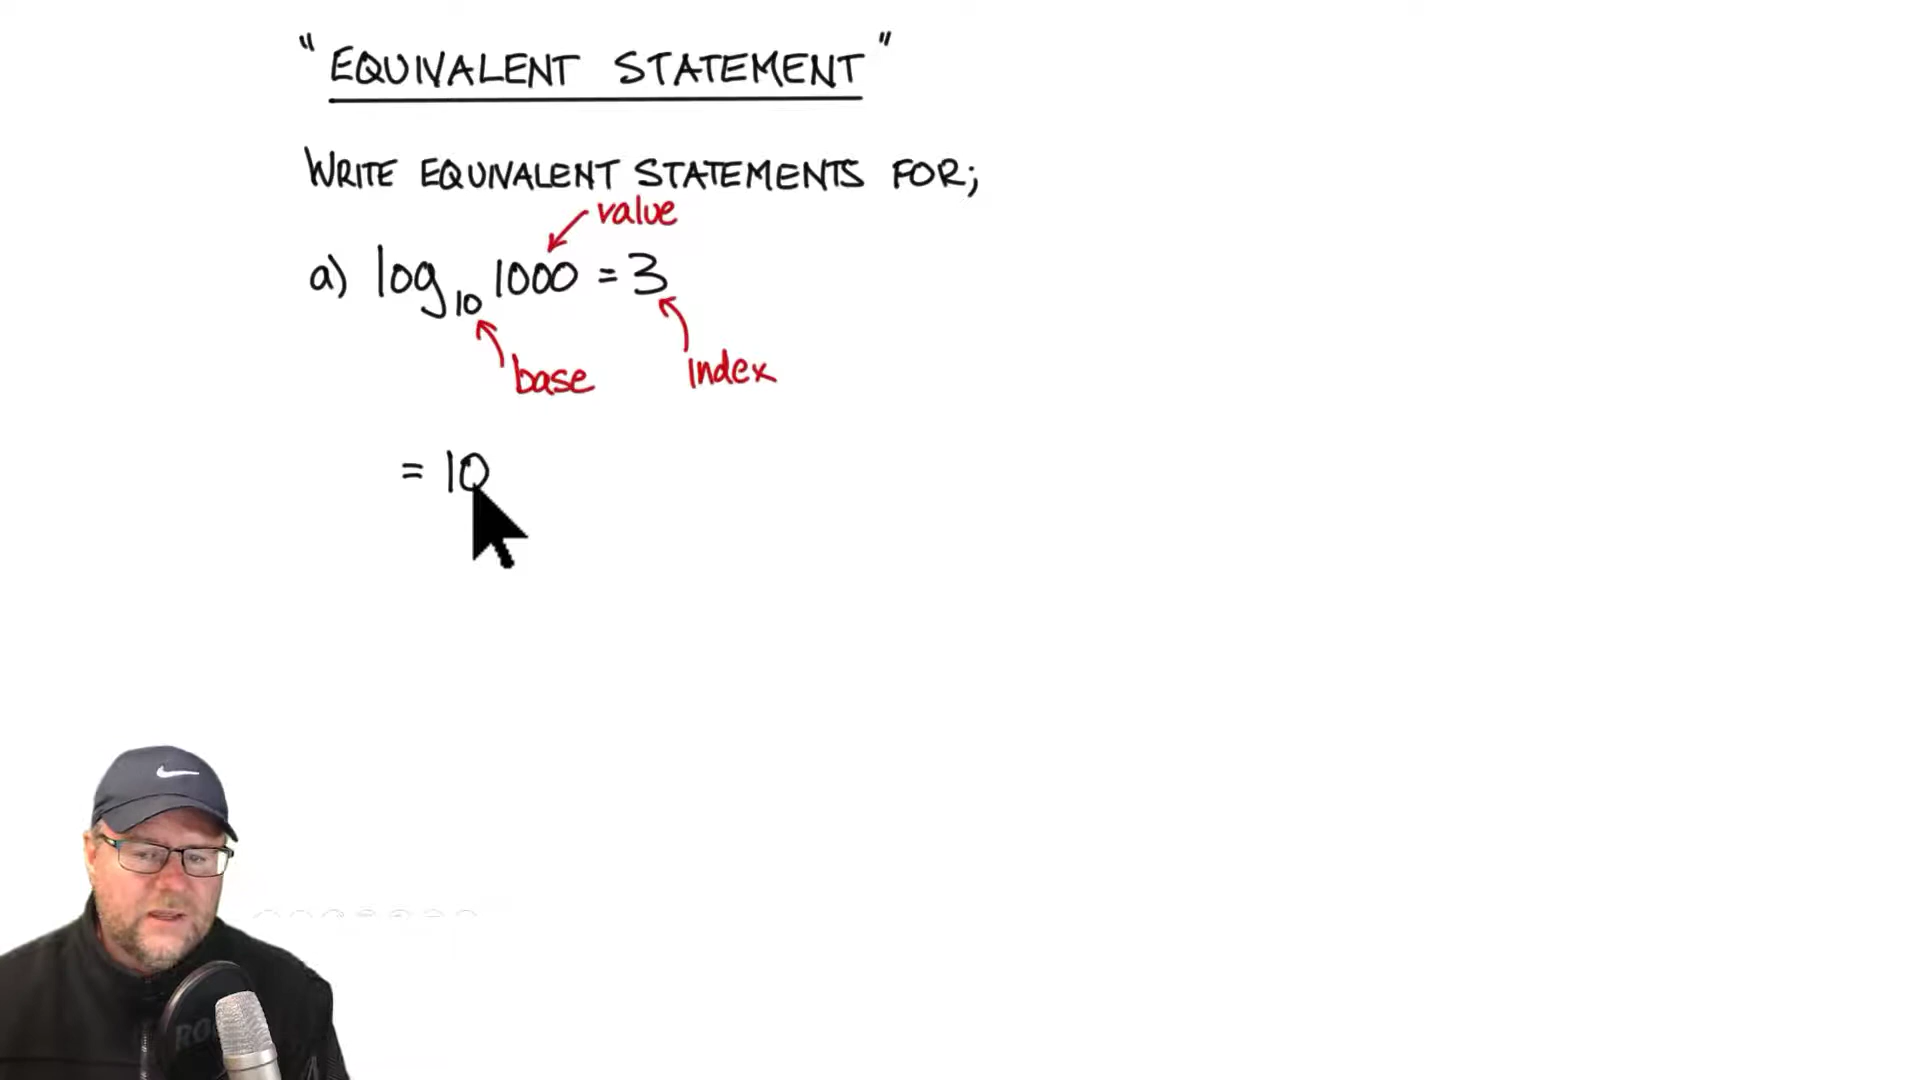 "EQUIVALENT STATEMENT"
WRITE EQUIVALENT STATEMENTS FOR;
value
a) log₁₀ 1000 = 3
base
index
= 10